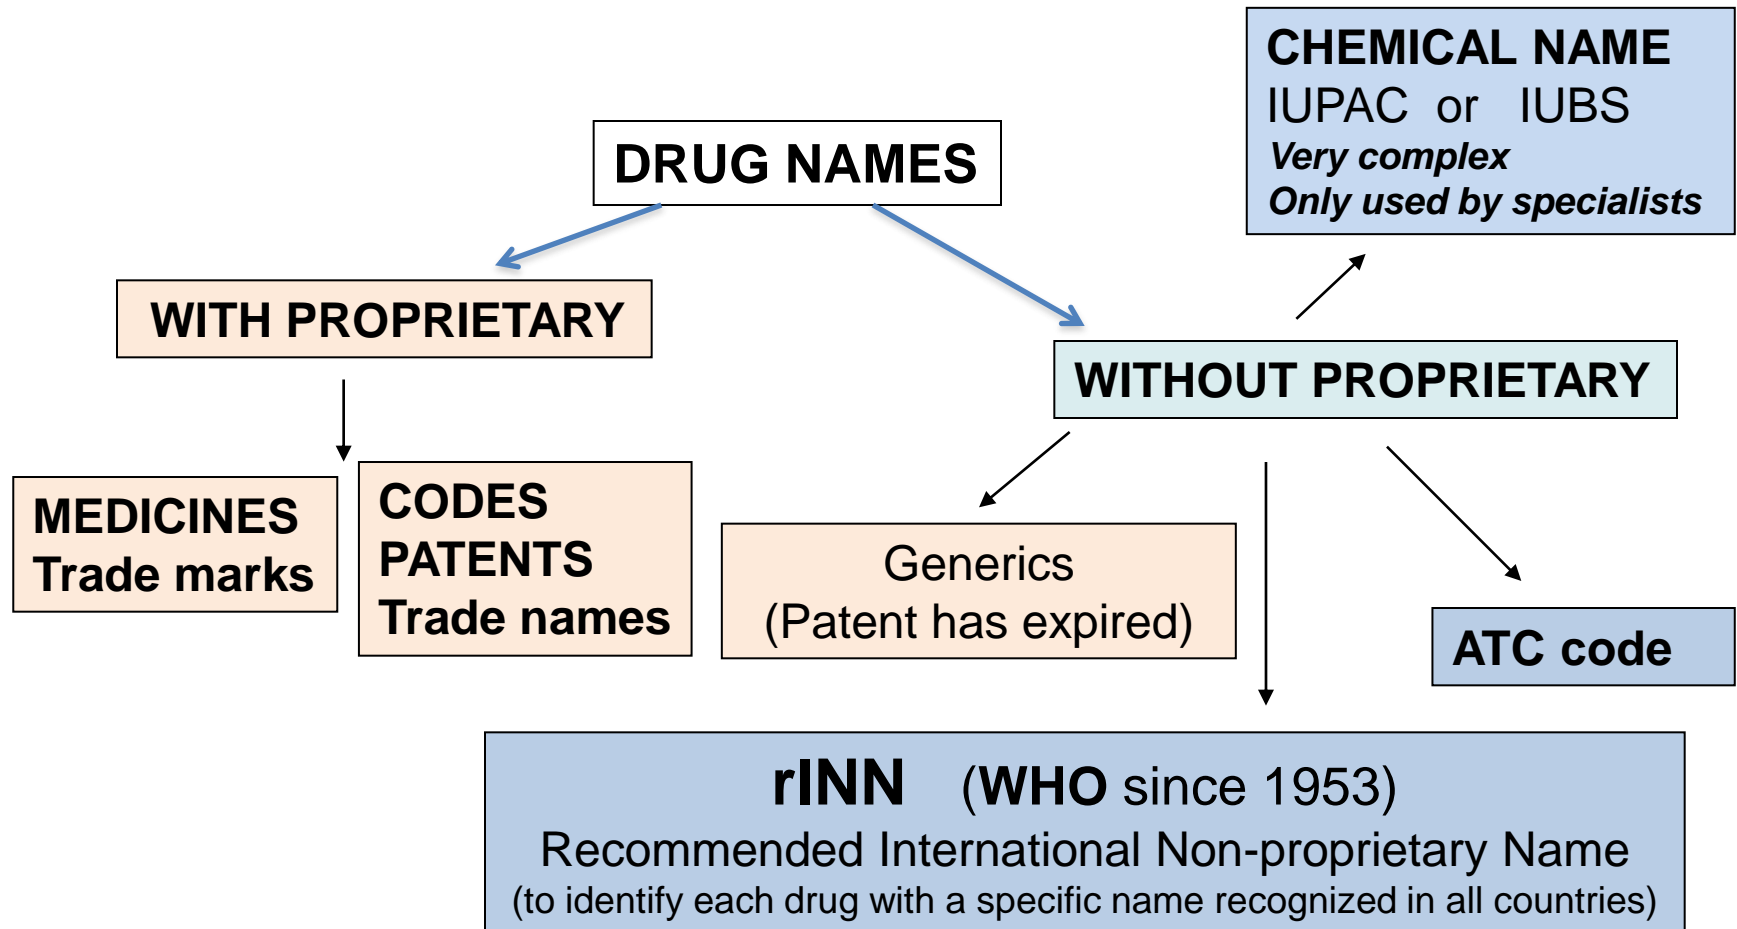 CHEMICAL NAME
IUPAC or IUBS
Very complex
Only used by specialists
DRUG NAMES
WITH PROPRIETARY
WITHOUT PROPRIETARY
MEDICINES
Trade marks
CODES
PATENTS
Trade names
Generics
(Patent has expired)
ATC code
rINN (WHO since 1953)
Recommended International Non-proprietary Name
(to identify each drug with a specific name recognized in all countries)